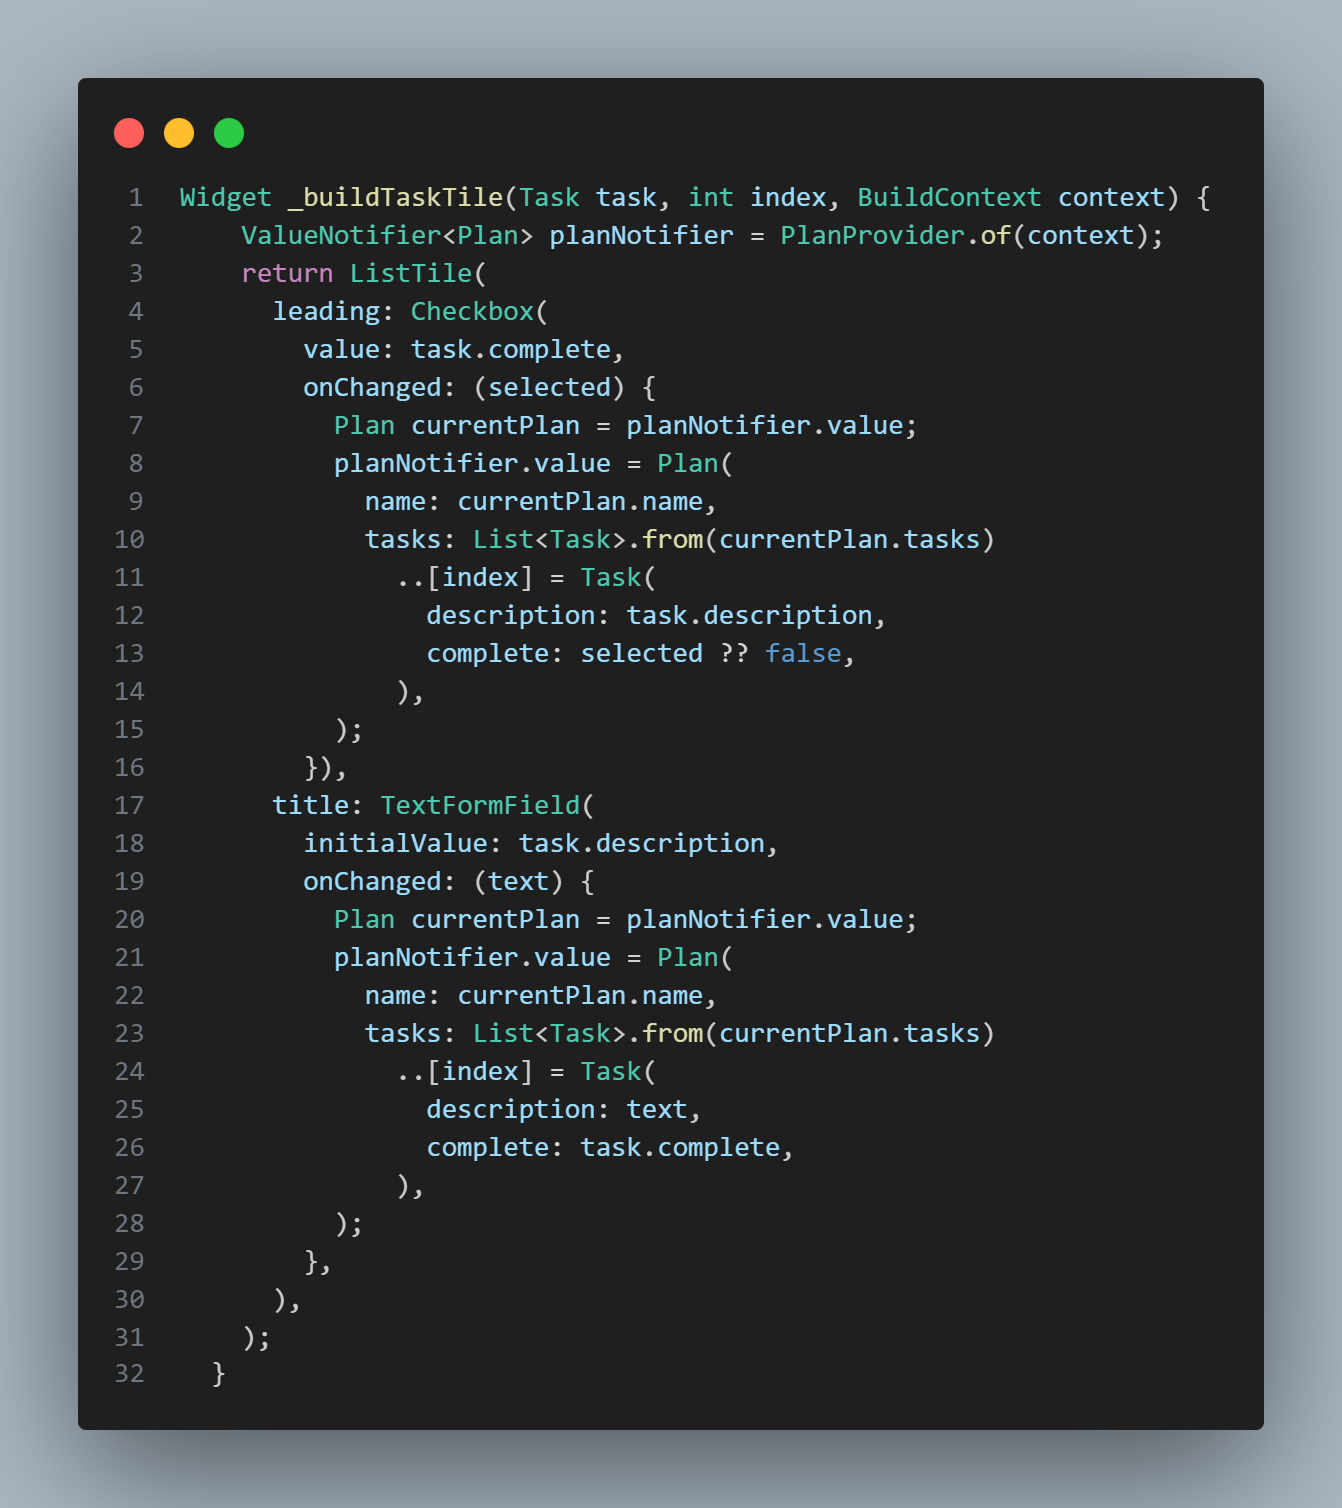 1 Widget _buildTaskTile(Task task, int index, BuildContext context) {
2     ValueNotifier<Plan> planNotifier = PlanProvider.of(context);
3     return ListTile(
4       leading: Checkbox(
5         value: task.complete,
6         onChanged: (selected) {
7           Plan currentPlan = planNotifier.value;
8           planNotifier.value = Plan(
9             name: currentPlan.name,
10             tasks: List<Task>.from(currentPlan.tasks)
11               ..[index] = Task(
12                 description: task.description,
13                 complete: selected ?? false,
14               ),
15           );
16         }),
17       title: TextFormField(
18         initialValue: task.description,
19         onChanged: (text) {
20           Plan currentPlan = planNotifier.value;
21           planNotifier.value = Plan(
22             name: currentPlan.name,
23             tasks: List<Task>.from(currentPlan.tasks)
24               ..[index] = Task(
25                 description: text,
26                 complete: task.complete,
27               ),
28           );
29         },
30       ),
31     );
32   }